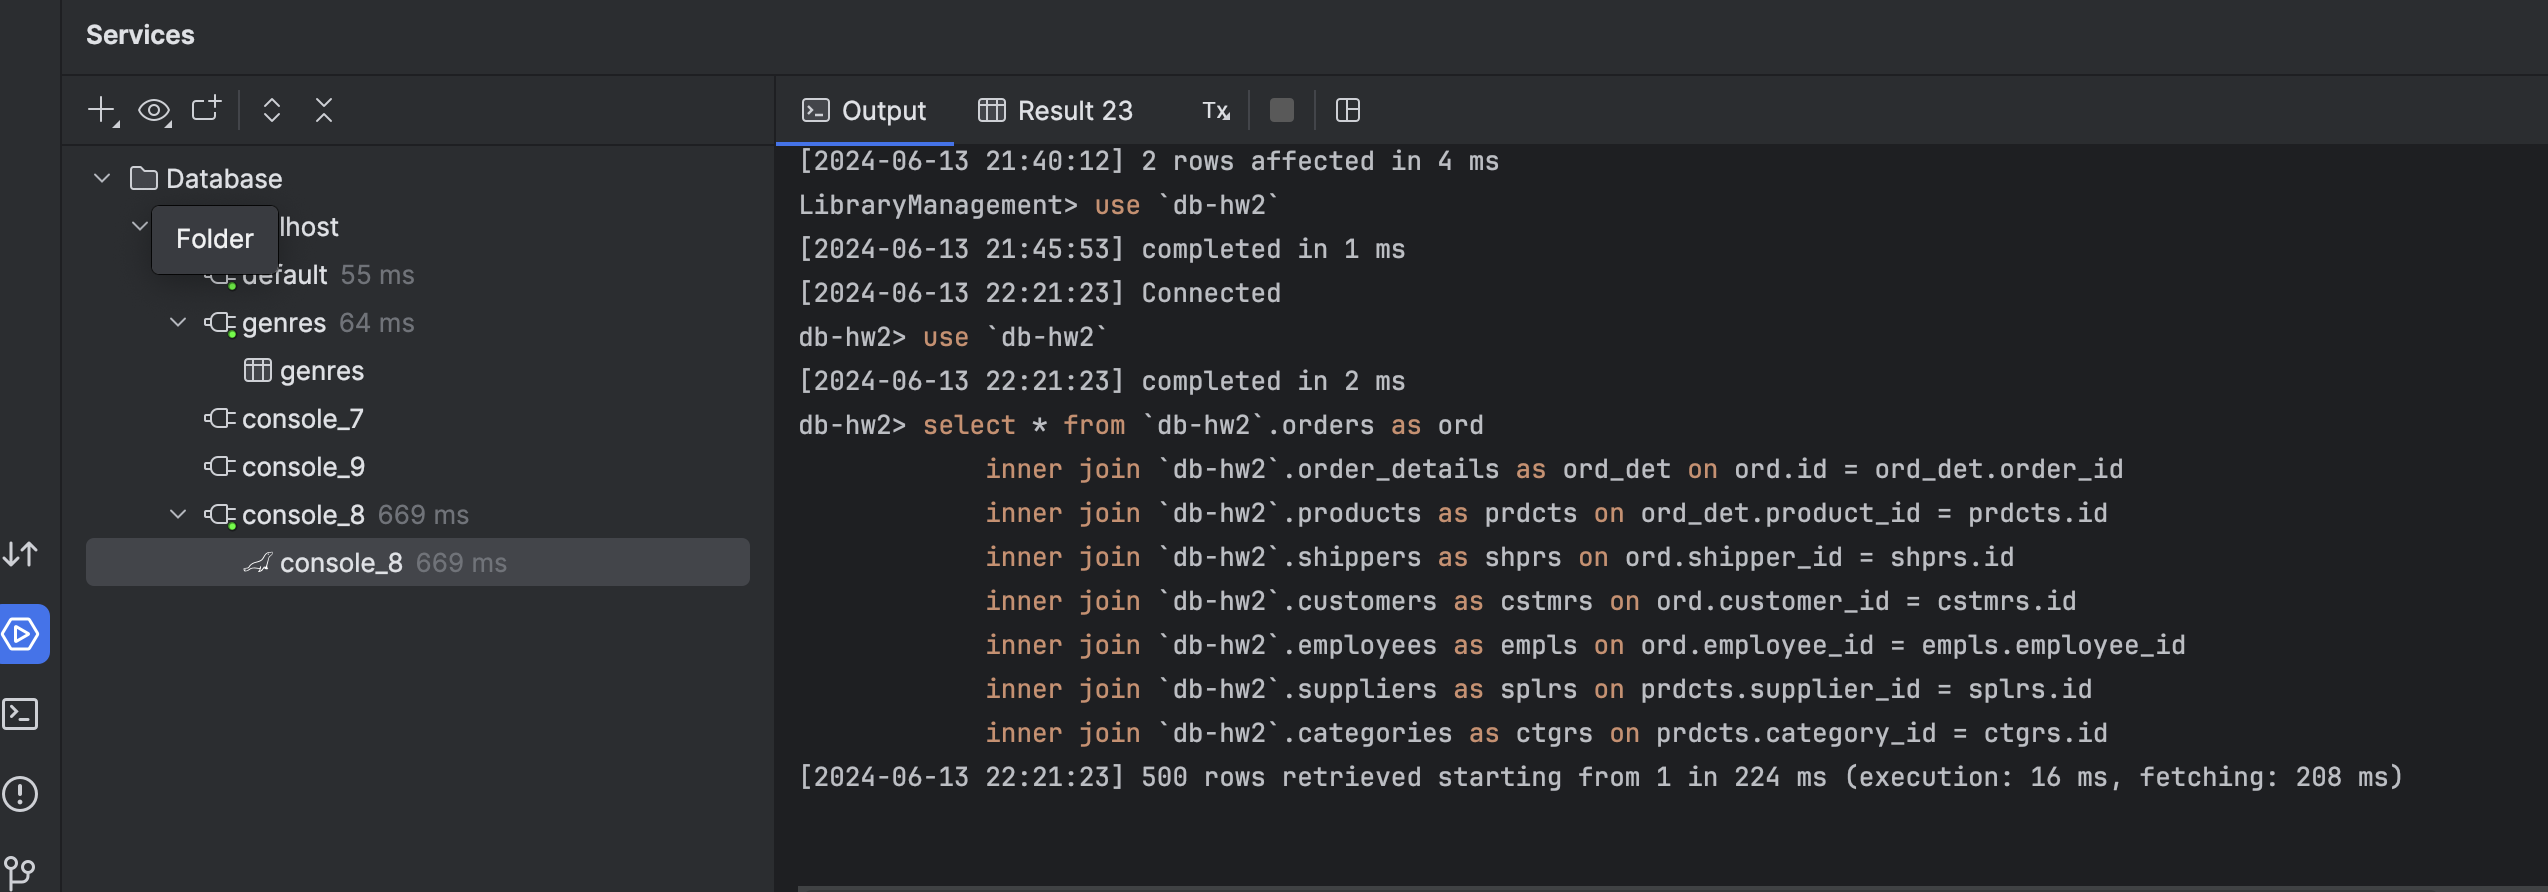 Services
Output
Result 23
Tx
Database
Folder
lhost
default 55 ms
genres 64 ms
genres
console_7
console_9
console_8 669 ms
console_8 669 ms
[2024-06-13 21:40:12] 2 rows affected in 4 ms
LibraryManagement> use `db-hw2`
[2024-06-13 21:45:53] completed in 1 ms
[2024-06-13 22:21:23] Connected
db-hw2> use `db-hw2`
[2024-06-13 22:21:23] completed in 2 ms
db-hw2> select * from `db-hw2`.orders as ord
inner join `db-hw2`.order_details as ord_det on ord.id = ord_det.order_id
inner join `db-hw2`.products as prdcts on ord_det.product_id = prdcts.id
inner join `db-hw2`.shippers as shprs on ord.shipper_id = shprs.id
inner join `db-hw2`.customers as cstmrs on ord.customer_id = cstmrs.id
inner join `db-hw2`.employees as empls on ord.employee_id = empls.employee_id
inner join `db-hw2`.suppliers as splrs on prdcts.supplier_id = splrs.id
inner join `db-hw2`.categories as ctgrs on prdcts.category_id = ctgrs.id
[2024-06-13 22:21:23] 500 rows retrieved starting from 1 in 224 ms (execution: 16 ms, fetching: 208 ms)